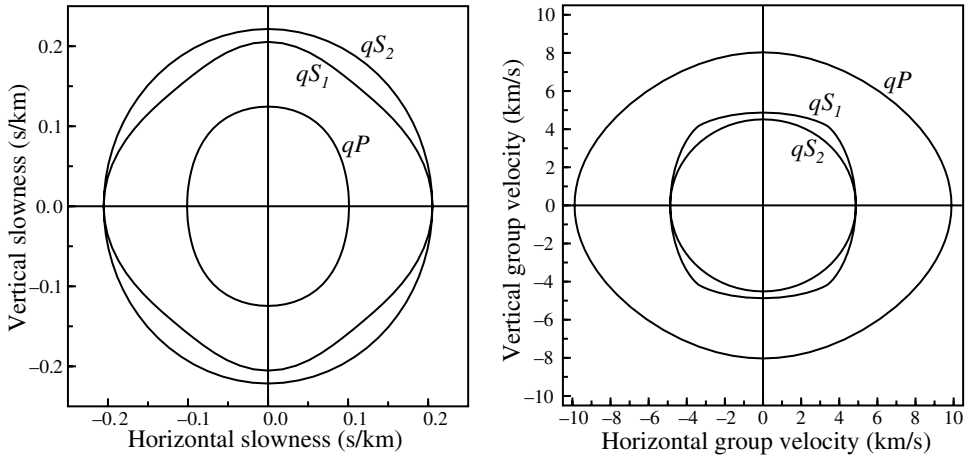 Vertical slowness (s/km)
0.2
0.1
0.0
−0.1
−0.2
qS2
qS1
qP
−0.2
−0.1
0.0
0.1
0.2
Horizontal slowness (s/km)
Vertical group velocity (km/s)
10
8
6
4
2
0
−2
−4
−6
−8
−10
qP
qS1
qS2
−10 −8 −6 −4 −2 0 2 4 6 8 10
Horizontal group velocity (km/s)